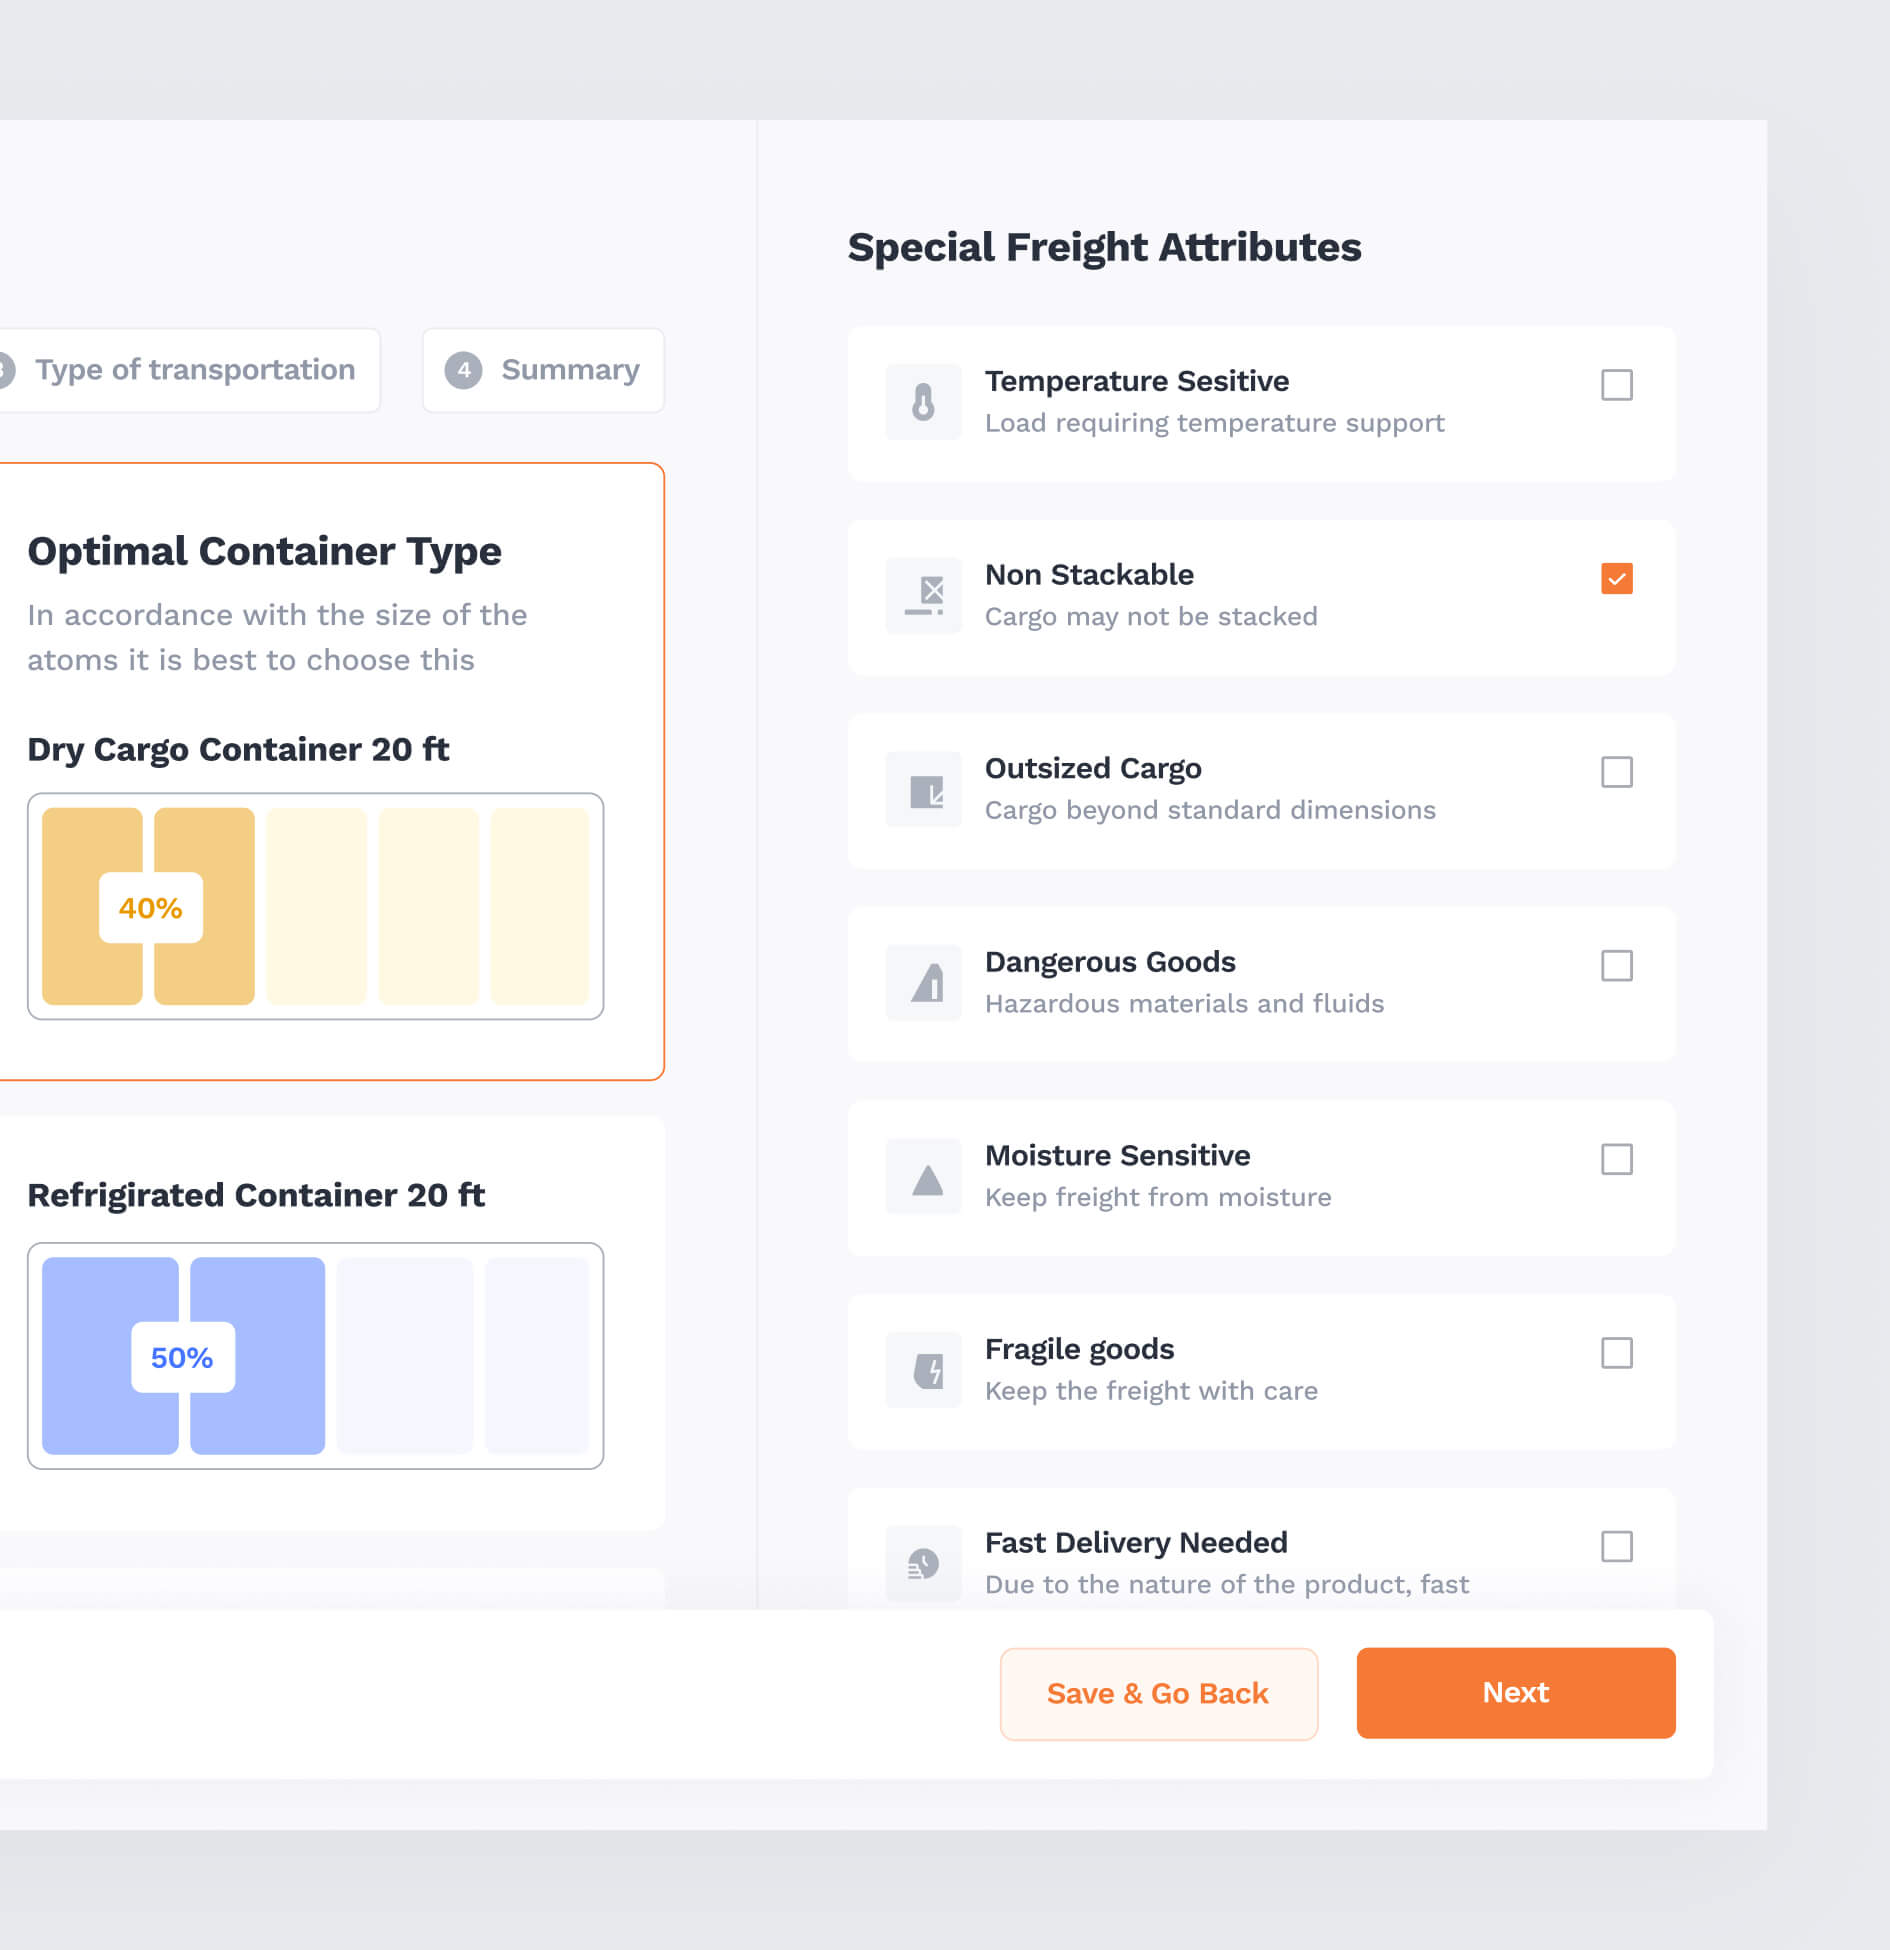 3 Type of transportation
4 Summary
Optimal Container Type
In accordance with the size of the
atoms it is best to choose this
Dry Cargo Container 20 ft
40%
Refrigirated Container 20 ft
50%
Special Freight Attributes
Temperature Sesitive
Load requiring temperature support
Non Stackable
Cargo may not be stacked
Outsized Cargo
Cargo beyond standard dimensions
Dangerous Goods
Hazardous materials and fluids
Moisture Sensitive
Keep freight from moisture
Fragile goods
Keep the freight with care
Fast Delivery Needed
Due to the nature of the product, fast
Save & Go Back
Next